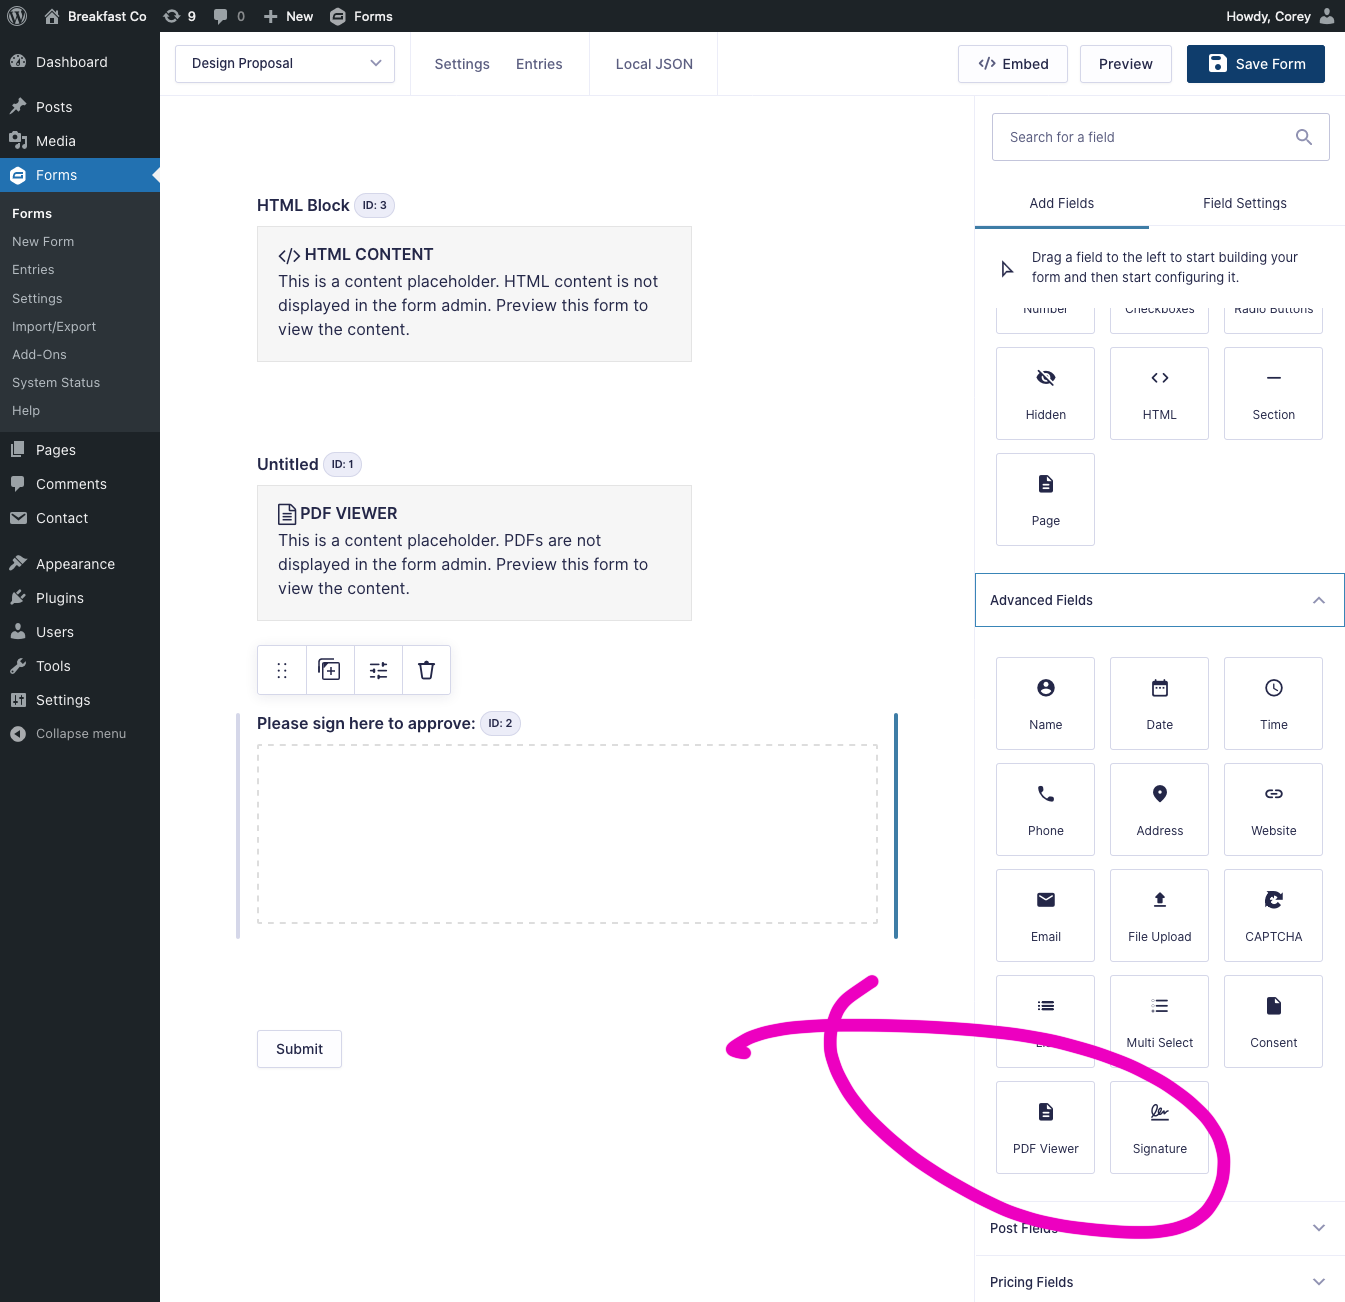 Breakfast Co 9 0 New Forms Howdy, Corey
Dashboard
Posts
Media
Forms
Forms
New Form
Entries
Settings
Import/Export
Add-Ons
System Status
Help
Pages
Comments
Contact
Appearance
Plugins
Users
Tools
Settings
Collapse menu
Design Proposal Settings Entries Local JSON Embed Preview Save Form
HTML Block ID: 3
HTML CONTENT
This is a content placeholder. HTML content is not
displayed in the form admin. Preview this form to
view the content.
Untitled ID: 1
PDF VIEWER
This is a content placeholder. PDFs are not
displayed in the form admin. Preview this form to
view the content.
Please sign here to approve: ID: 2
Submit
Search for a field
Add Fields Field Settings
Drag a field to the left to start building your
form and then start configuring it.
Number Checkboxes Radio Buttons
Hidden HTML Section
Page
Advanced Fields
Name Date Time
Phone Address Website
Email File Upload CAPTCHA
Multi Select Consent
PDF Viewer Signature
Post Fields
Pricing Fields